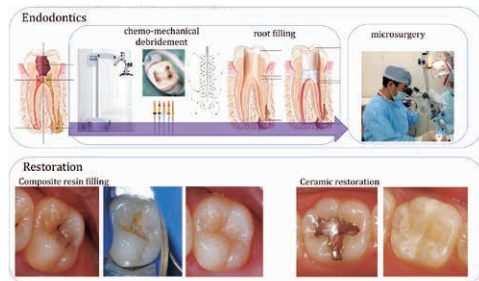 Endodontics
chemo-mechanical
debridement
root filling
microsurgery
Restoration
Composite resin filling
Ceramic restoration